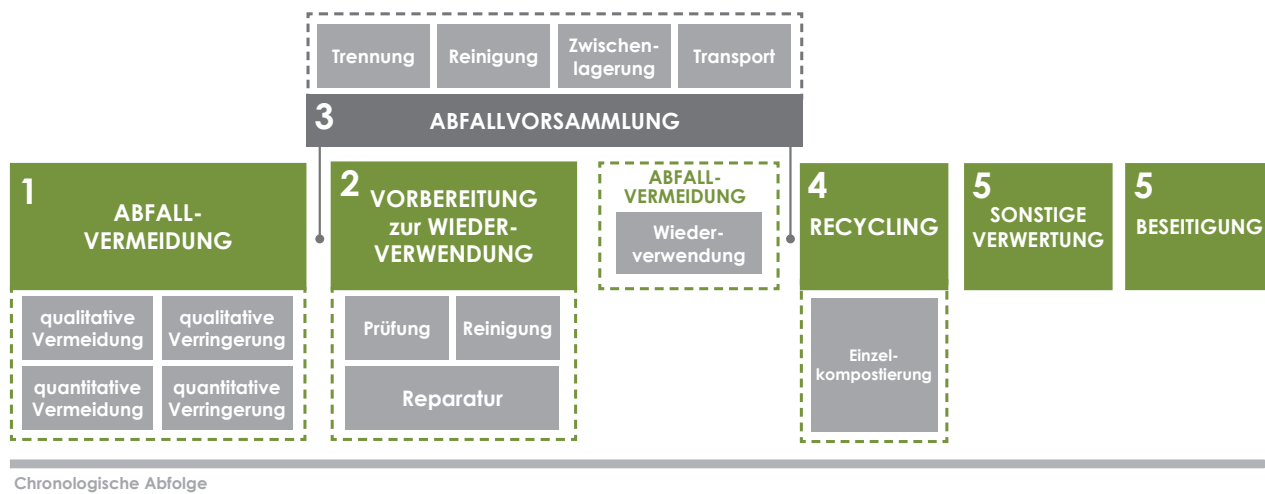 Trennung
Reinigung
Zwischen-
lagerung
Transport
3
ABFALLVORSAMMLUNG
1
ABFALL-
VERMEIDUNG
qualitative
Vermeidung
qualitative
Verringerung
quantitative
Vermeidung
quantitative
Verringerung
2
VORBEREITUNG
zur WIEDER-
VERWENDUNG
Prüfung
Reinigung
Reparatur
ABFALL-
VERMEIDUNG
Wieder-
verwendung
4
RECYCLING
Einzel-
kompostierung
5
SONSTIGE
VERWERTUNG
5
BESEITIGUNG
Chronologische Abfolge